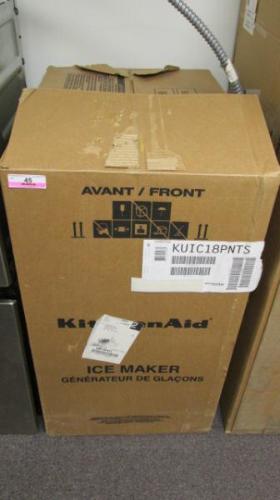 45
AVANT / FRONT
KUIC18PNTS
KitchenAid
ICE MAKER
GÉNÉRATEUR DE GLAÇONS